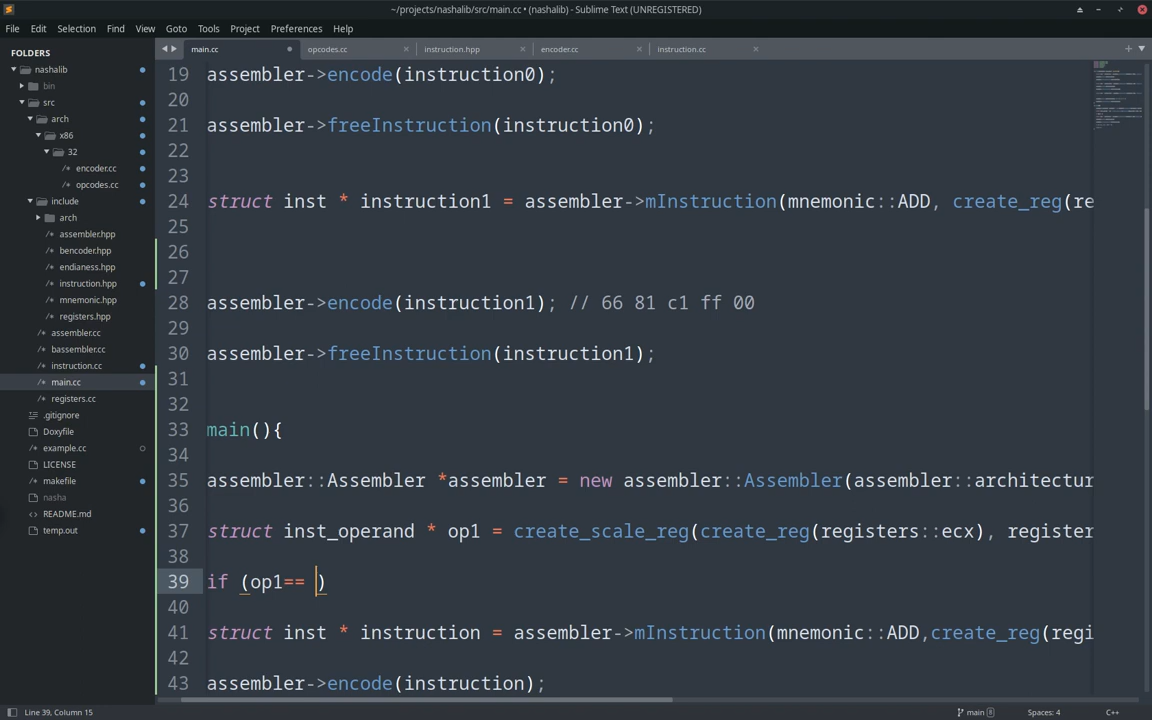 ~/projects/nashalib/src/main.cc • (nashalib) - Sublime Text (UNREGISTERED)
File Edit Selection Find View Goto Tools Project Preferences Help
FOLDERS
nashalib
bin
src
arch
x86
32
encoder.cc
opcodes.cc
include
arch
assembler.hpp
bencoder.hpp
endianess.hpp
instruction.hpp
mnemonic.hpp
registers.hpp
assembler.cc
bassembler.cc
instruction.cc
main.cc
registers.cc
.gitignore
Doxyfile
example.cc
LICENSE
makefile
nasha
README.md
temp.out
main.cc opcodes.cc instruction.hpp encoder.cc instruction.cc
19 assembler->encode(instruction0);
20
21 assembler->freeInstruction(instruction0);
22
23
24 struct inst * instruction1 = assembler->mInstruction(mnemonic::ADD, create_reg(re
25
26
27
28 assembler->encode(instruction1); // 66 81 c1 ff 00
29
30 assembler->freeInstruction(instruction1);
31
32
33 main(){
34
35 assembler::Assembler *assembler = new assembler::Assembler(assembler::architectur
36
37 struct inst_operand * op1 = create_scale_reg(create_reg(registers::ecx), register
38
39 if (op1== )
40
41 struct inst * instruction = assembler->mInstruction(mnemonic::ADD,create_reg(regi
42
43 assembler->encode(instruction);
Line 39, Column 15 main 8 Spaces: 4 C++